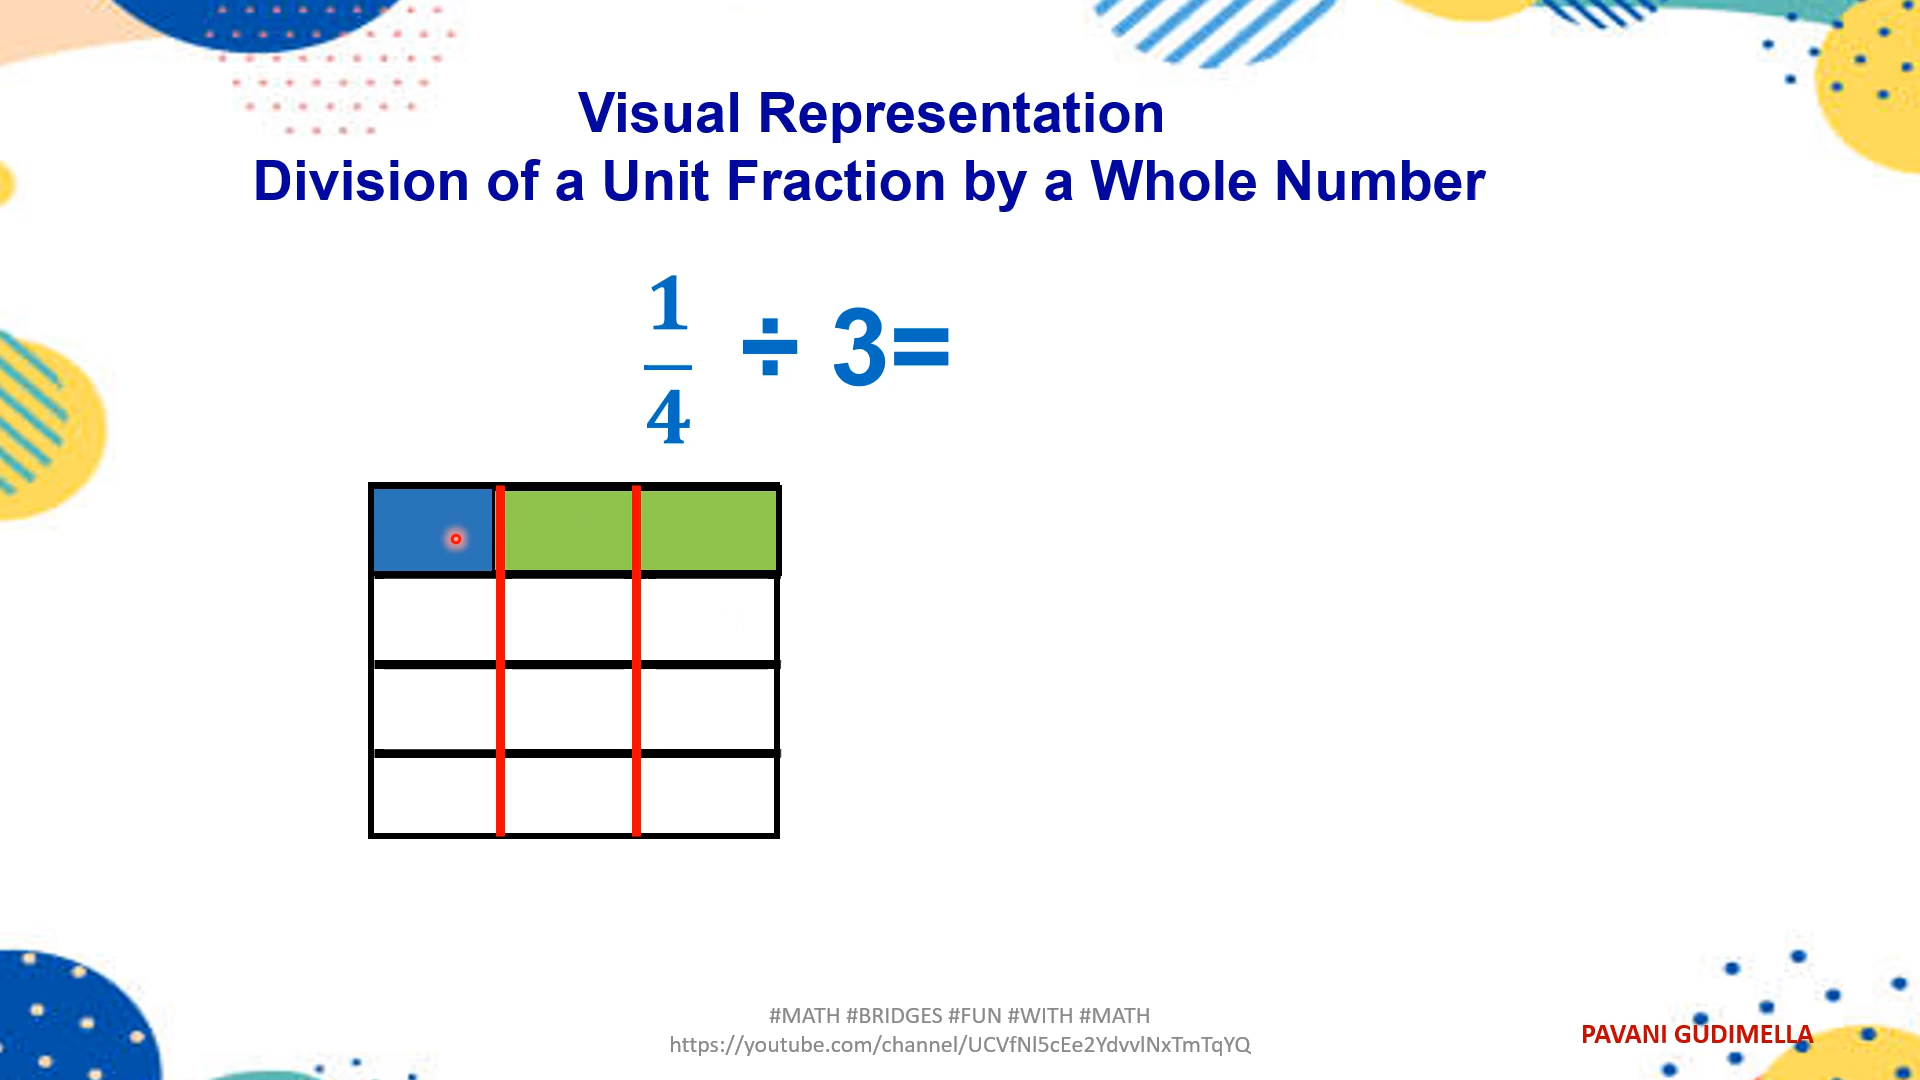 Visual Representation
Division of a Unit Fraction by a Whole Number
1
4
÷ 3=
#MATH #BRIDGES #FUN #WITH #MATH
https://youtube.com/channel/UCVfNl5cEe2YdvvlNxTmTqYQ
PAVANI GUDIMELLA